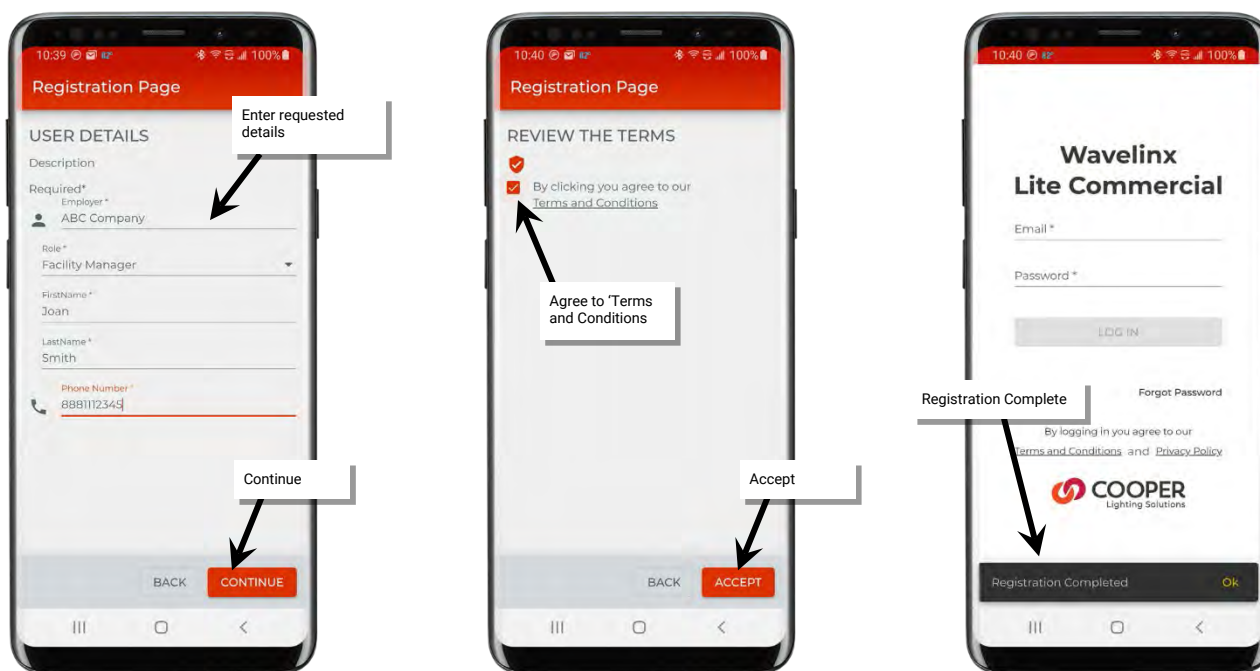 10:39 82° 100%
Registration Page
USER DETAILS
Description
Required*
Employer *
ABC Company
Role *
Facility Manager
FirstName *
Joan
LastName *
Smith
Phone Number *
8881112345
BACK
CONTINUE
Enter requested
details
Continue
10:40 82° 100%
Registration Page
REVIEW THE TERMS
By clicking you agree to our
Terms and Conditions
Agree to ‘Terms
and Conditions
Accept
BACK
ACCEPT
10:40 82° 100%
Wavelinx
Lite Commercial
Email *
Password *
LOG IN
Forgot Password
Registration Complete
By logging in you agree to our
Terms and Conditions and Privacy Policy
COOPER
Lighting Solutions
Registration Completed
Ok